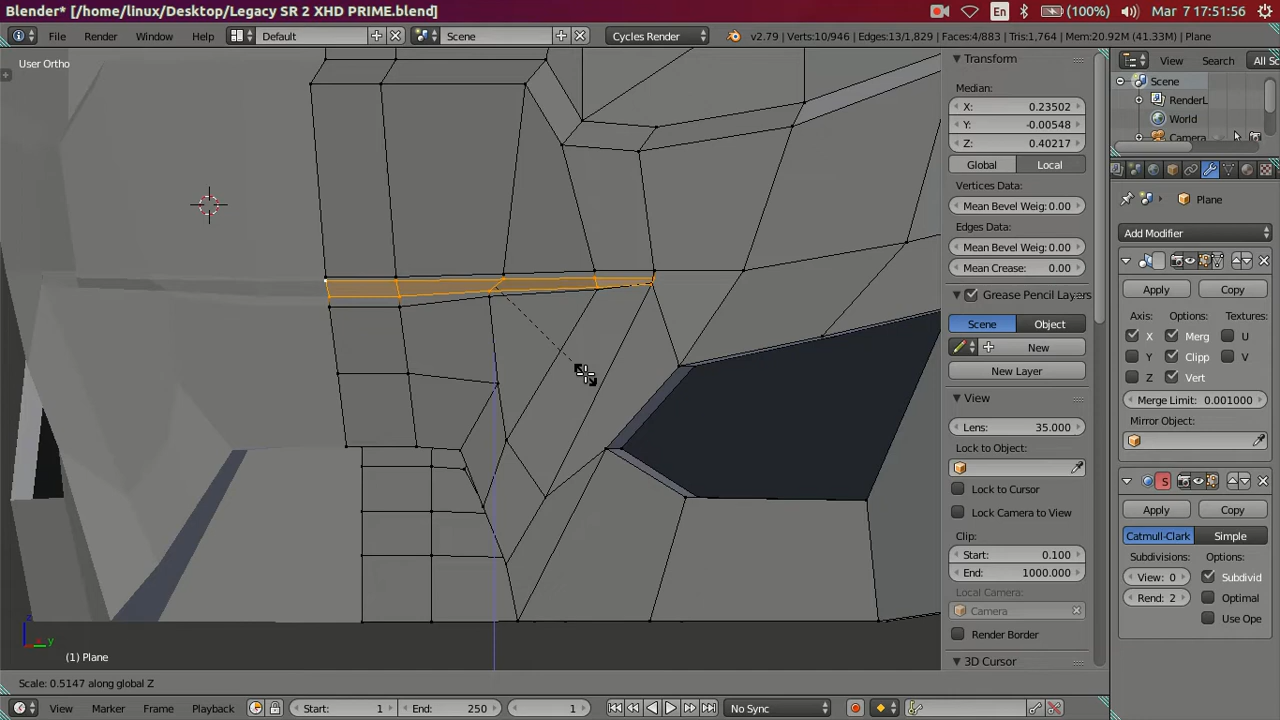 Blender* [/home/linux/Desktop/Legacy SR 2 XHD PRIME.blend]
En
(100%)
Mar 7 17:51:56
File
Render
Window
Help
Default
Scene
Cycles Render
v2.79 | Verts:10/946 | Edges:13/1,829 | Faces:4/883 | Tris:1,764 | Mem:20.92M (41.33M) | Plane
User Ortho
Transform
Median:
X: 0.23502
Y: -0.00548
Z: 0.40217
Global
Local
Vertices Data:
Mean Bevel Weig: 0.00
Edges Data:
Mean Bevel Weig: 0.00
Mean Crease: 0.00
Grease Pencil Layers
Scene
Object
New
New Layer
View
Lens: 35.000
Lock to Object:
Lock to Cursor
Lock Camera to View
Clip:
Start: 0.100
End: 1000.000
Local Camera:
Camera
Render Border
3D Cursor
View
Search
All Sc
Scene
RenderL
World
Camera
Plane
Add Modifier
Apply
Copy
Axis:
Options:
Textures:
X
Merg
U
Y
Clipp
V
Z
Vert
Merge Limit: 0.001000
Mirror Object:
S
Apply
Copy
Catmull-Clark
Simple
Subdivisions:
Options:
View: 0
Subdivid
Rend: 2
Optimal
Use Ope
z
y
(1) Plane
Scale: 0.5147 along global Z
View
Marker
Frame
Playback
Start: 1
End: 250
1
No Sync